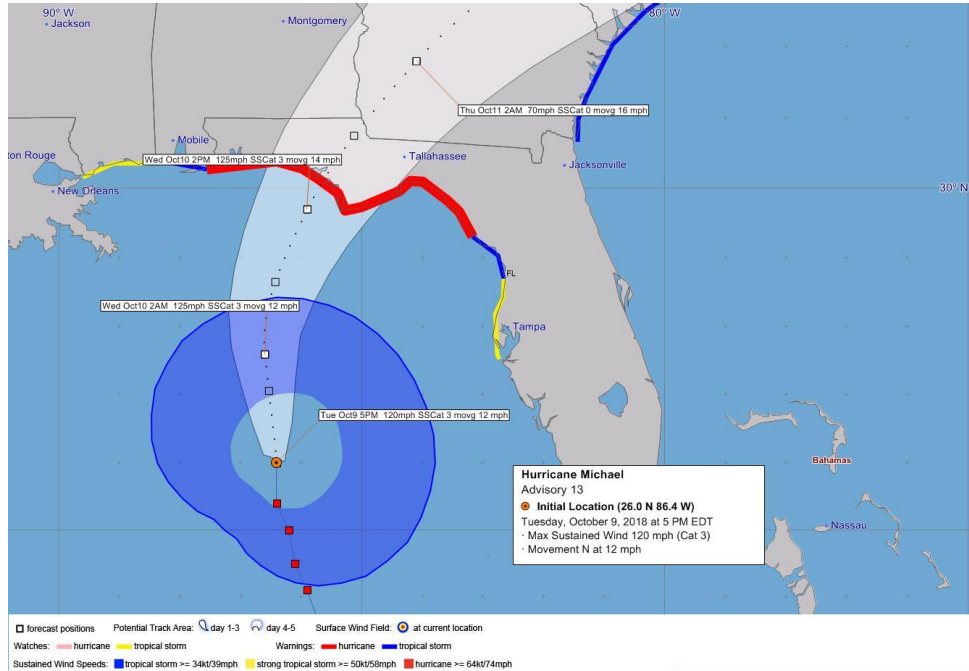 90° W
80° W
Jackson
Montgomery
Thu Oct11 2AM 70mph SSCat 0 movg 16 mph
Mobile
ton Rouge
Wed Oct10 2PM 125mph SSCat 3 movg 14 mph
Tallahassee
Jacksonville
New Orleans
30° N
FL
Wed Oct10 2AM 125mph SSCat 3 movg 12 mph
Tampa
Tue Oct9 5PM 120mph SSCat 3 movg 12 mph
Bahamas
Nassau
Hurricane Michael
Advisory 13
Initial Location (26.0 N 86.4 W)
Tuesday, October 9, 2018 at 5 PM EDT
· Max Sustained Wind 120 mph (Cat 3)
· Movement N at 12 mph
forecast positions Potential Track Area: day 1-3 day 4-5 Surface Wind Field: at current location
Watches: hurricane tropical storm Warnings: hurricane tropical storm
Sustained Wind Speeds: tropical storm >= 34kt/39mph strong tropical storm >= 50kt/58mph hurricane >= 64kt/74mph